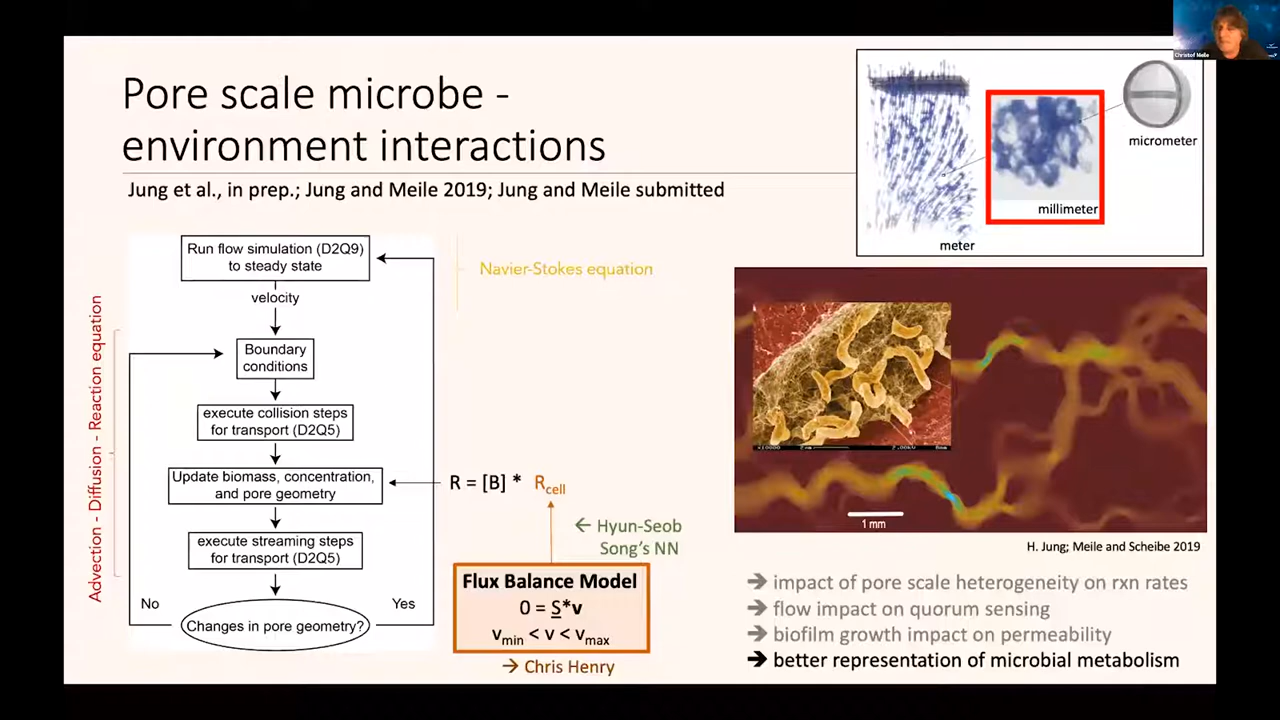 Pore scale microbe -
environment interactions
Jung et al., in prep.; Jung and Meile 2019; Jung and Meile submitted
Christof Meile
micrometer
millimeter
meter
Run flow simulation (D2Q9)
to steady state
velocity
Boundary
conditions
execute collision steps
for transport (D2Q5)
Update biomass, concentration,
and pore geometry
execute streaming steps
for transport (D2Q5)
No
Yes
Changes in pore geometry?
Advection - Diffusion - Reaction equation
Navier-Stokes equation
R = [B] * Rcell
← Hyun-Seob
Song's NN
Flux Balance Model
0 = S*v
vmin < v < vmax
→ Chris Henry
1 mm
H. Jung; Meile and Scheibe 2019
➔ impact of pore scale heterogeneity on rxn rates
➔ flow impact on quorum sensing
➔ biofilm growth impact on permeability
➔ better representation of microbial metabolism